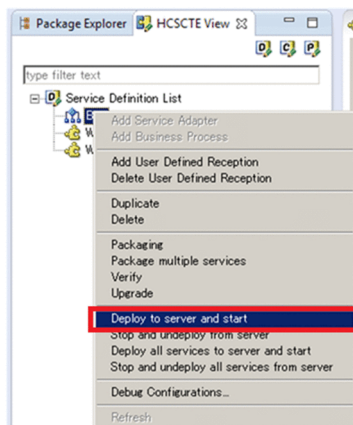 Package Explorer HCSCTE View
type filter text
Service Definition List
Add Service Adapter
Add Business Process
Add User Defined Reception
Delete User Defined Reception
Duplicate
Delete
Packaging
Package multiple services
Verify
Upgrade
Deploy to server and start
Stop and undeploy from server
Deploy all services to server and start
Stop and undeploy all services from server
Debug Configurations...
Refresh